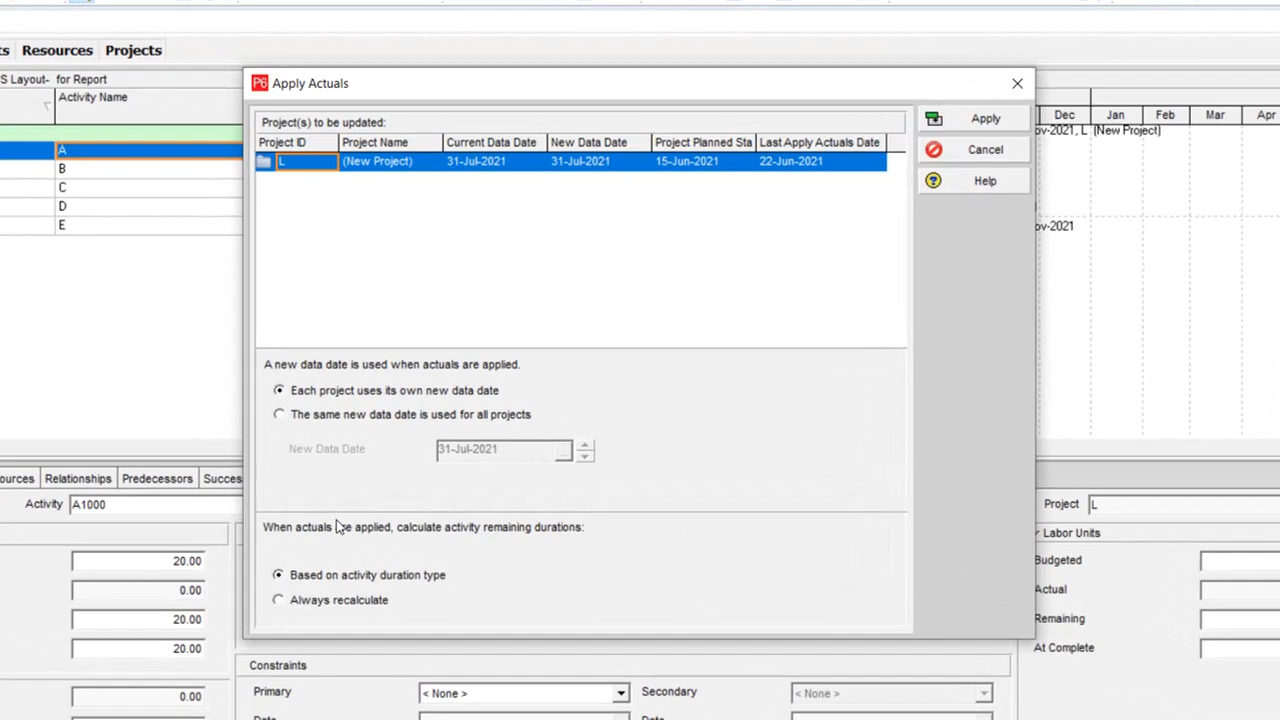 ts Resources Projects
S Layout- for Report
Activity Name
A
B
C
D
E
P6 Apply Actuals
Project(s) to be updated:
Project ID Project Name Current Data Date New Data Date Project Planned Sta Last Apply Actuals Date
L (New Project) 31-Jul-2021 31-Jul-2021 15-Jun-2021 22-Jun-2021
Apply
Cancel
? Help
A new data date is used when actuals are applied.
Each project uses its own new data date
The same new data date is used for all projects
New Data Date 31-Jul-2021 ...
When actuals are applied, calculate activity remaining durations:
Based on activity duration type
Always recalculate
Dec Jan Feb Mar Apr
ov-2021, L (New Project)
ov-2021
ources Relationships Predecessors Succes
Activity A1000
Project L
20.00
0.00
20.00
20.00
0.00
Labor Units
Budgeted
Actual
Remaining
At Complete
Constraints
Primary < None > Secondary < None >